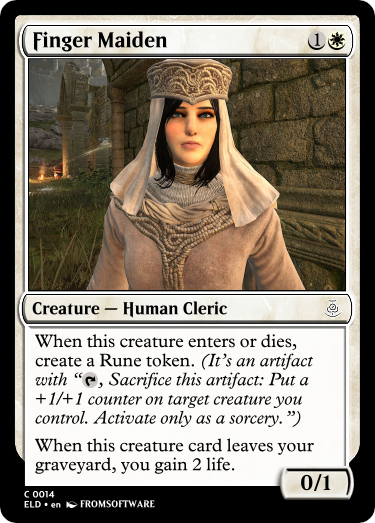 Finger Maiden 1
Creature — Human Cleric
When this creature enters or dies,
create a Rune token. (It's an artifact
with “, Sacrifice this artifact: Put a
+1/+1 counter on target creature you
control. Activate only as a sorcery.”)
When this creature card leaves your
graveyard, you gain 2 life.
0/1
C 0014
ELD • en FROMSOFTWARE